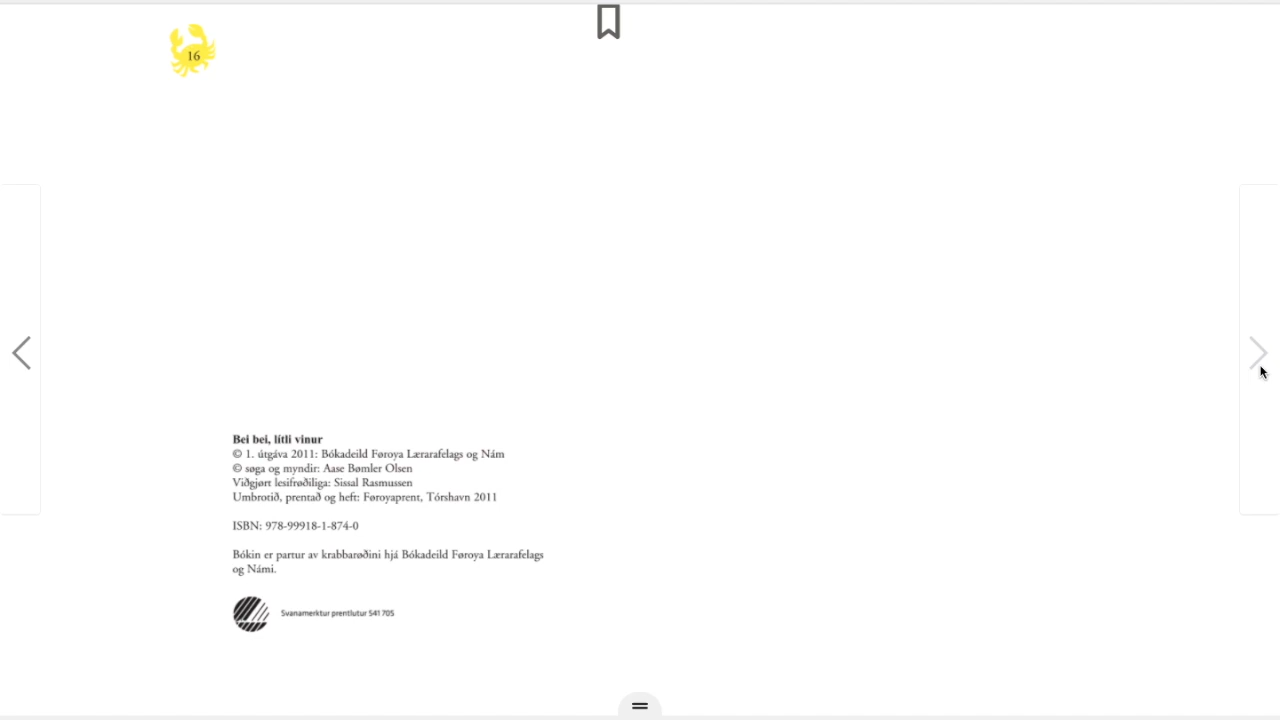 16
Bei bei, lítli vinur
© 1. útgáva 2011: Bókadeild Føroya Lærarafelags og Nám
© søga og myndir: Aase Bømler Olsen
Viðgjørt lesifrøðiliga: Sissal Rasmussen
Umbrotið, prentað og heft: Føroyaprent, Tórshavn 2011
ISBN: 978-99918-1-874-0
Bókin er partur av krabbarøðini hjá Bókadeild Føroya Lærarafelags
og Námi.
Svanamerktur prentlutur 541 705